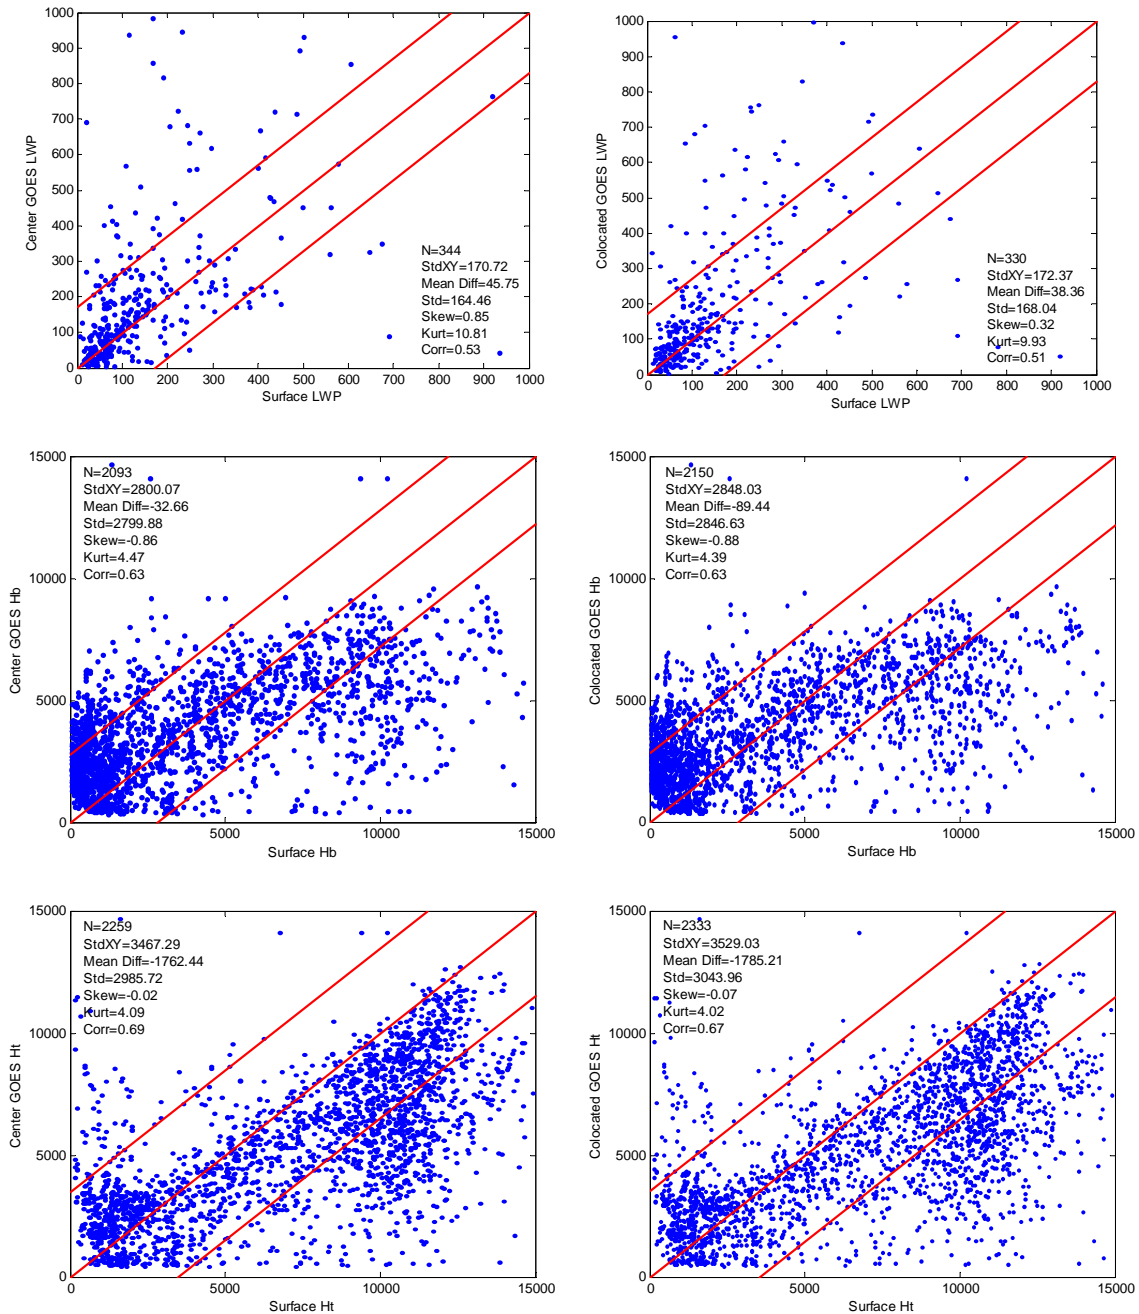 1000
900
800
700
600
500
400
300
200
100
0
Center GOES LWP
N=344
StdXY=170.72
Mean Diff=45.75
Std=164.46
Skew=0.85
Kurt=10.81
Corr=0.53
0 100 200 300 400 500 600 700 800 900 1000
Surface LWP
1000
900
800
700
600
500
400
300
200
100
0
Colocated GOES LWP
N=330
StdXY=172.37
Mean Diff=38.36
Std=168.04
Skew=0.32
Kurt=9.93
Corr=0.51
0 100 200 300 400 500 600 700 800 900 1000
Surface LWP
15000
10000
5000
0
Center GOES Hb
N=2093
StdXY=2800.07
Mean Diff=-32.66
Std=2799.88
Skew=-0.86
Kurt=4.47
Corr=0.63
0 5000 10000 15000
Surface Hb
15000
10000
5000
0
Colocated GOES Hb
N=2150
StdXY=2848.03
Mean Diff=-89.44
Std=2846.63
Skew=-0.88
Kurt=4.39
Corr=0.63
0 5000 10000 15000
Surface Hb
15000
10000
5000
0
Center GOES Ht
N=2259
StdXY=3467.29
Mean Diff=-1762.44
Std=2985.72
Skew=-0.02
Kurt=4.09
Corr=0.69
0 5000 10000 15000
Surface Ht
15000
10000
5000
0
Colocated GOES Ht
N=2333
StdXY=3529.03
Mean Diff=-1785.21
Std=3043.96
Skew=-0.07
Kurt=4.02
Corr=0.67
0 5000 10000 15000
Surface Ht